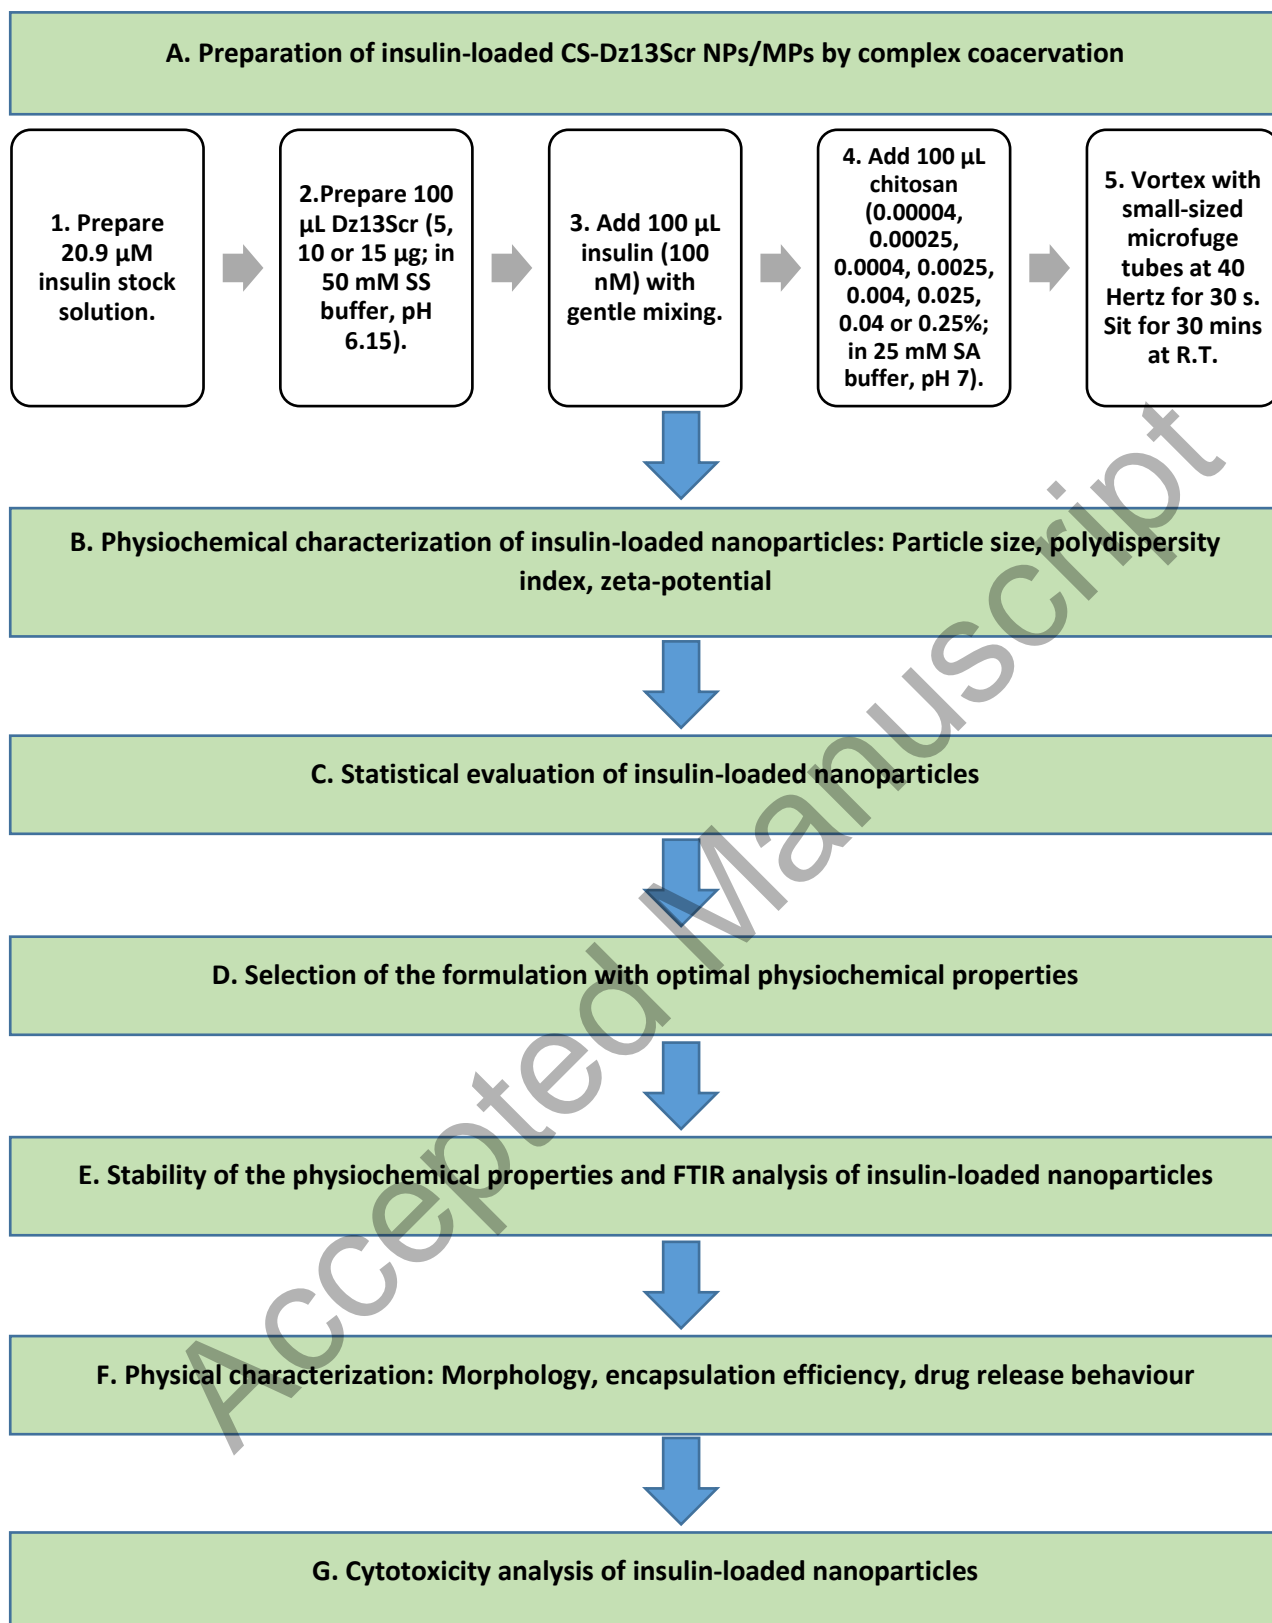 A. Preparation of insulin-loaded CS-Dz13Scr NPs/MPs by complex coacervation
1. Prepare
20.9 µM
insulin stock
solution.
2.Prepare 100
µL Dz13Scr (5,
10 or 15 µg; in
50 mM SS
buffer, pH
6.15).
3. Add 100 µL
insulin (100
nM) with
gentle mixing.
4. Add 100 µL
chitosan
(0.00004,
0.00025,
0.0004, 0.0025,
0.004, 0.025,
0.04 or 0.25%;
in 25 mM SA
buffer, pH 7).
5. Vortex with
small-sized
microfuge
tubes at 40
Hertz for 30 s.
Sit for 30 mins
at R.T.
B. Physiochemical characterization of insulin-loaded nanoparticles: Particle size, polydispersity
index, zeta-potential
C. Statistical evaluation of insulin-loaded nanoparticles
D. Selection of the formulation with optimal physiochemical properties
E. Stability of the physiochemical properties and FTIR analysis of insulin-loaded nanoparticles
F. Physical characterization: Morphology, encapsulation efficiency, drug release behaviour
G. Cytotoxicity analysis of insulin-loaded nanoparticles
Accepted Manuscript